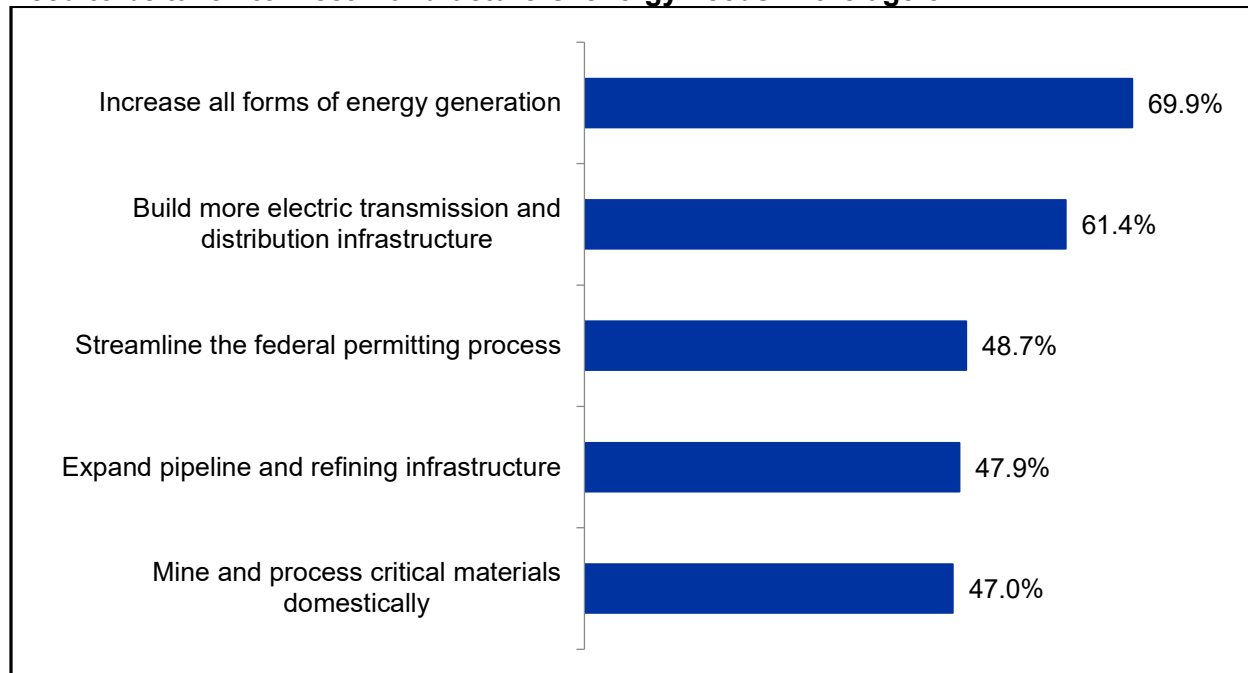 Increase all forms of energy generation
69.9%
Build more electric transmission and
distribution infrastructure
61.4%
Streamline the federal permitting process
48.7%
Expand pipeline and refining infrastructure
47.9%
Mine and process critical materials
domestically
47.0%